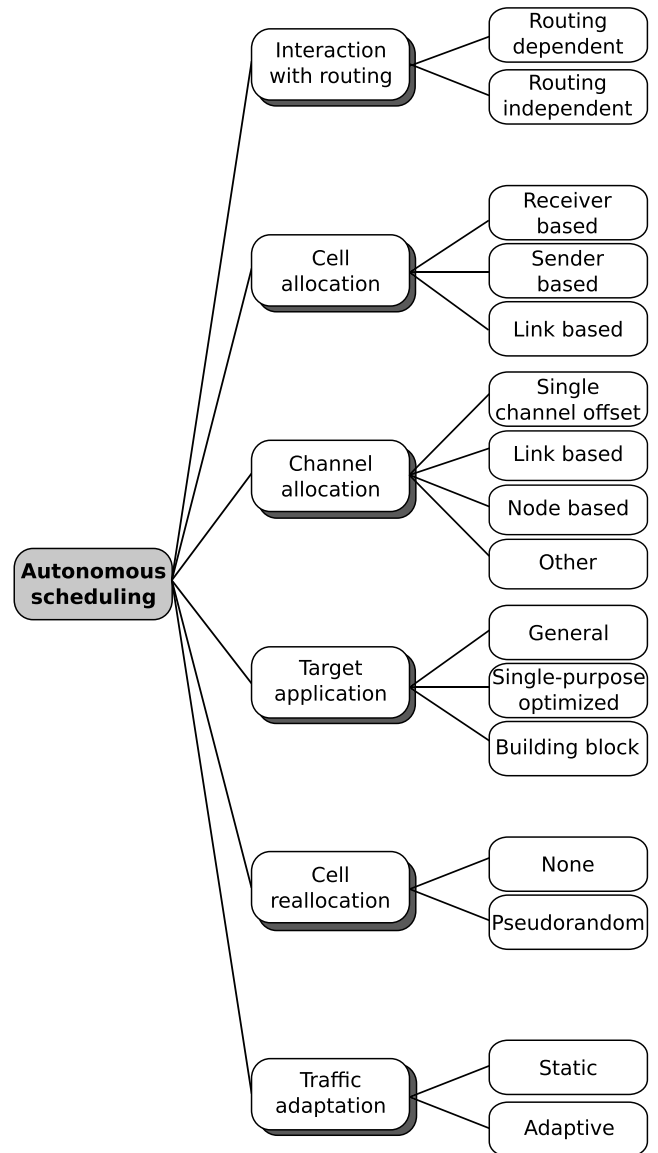 Interaction
with routing
Routing
dependent
Routing
independent
Cell
allocation
Receiver
based
Sender
based
Link based
Channel
allocation
Single
channel offset
Link based
Node based
Other
Autonomous
scheduling
Target
application
General
Single-purpose
optimized
Building block
Cell
reallocation
None
Pseudorandom
Traffic
adaptation
Static
Adaptive